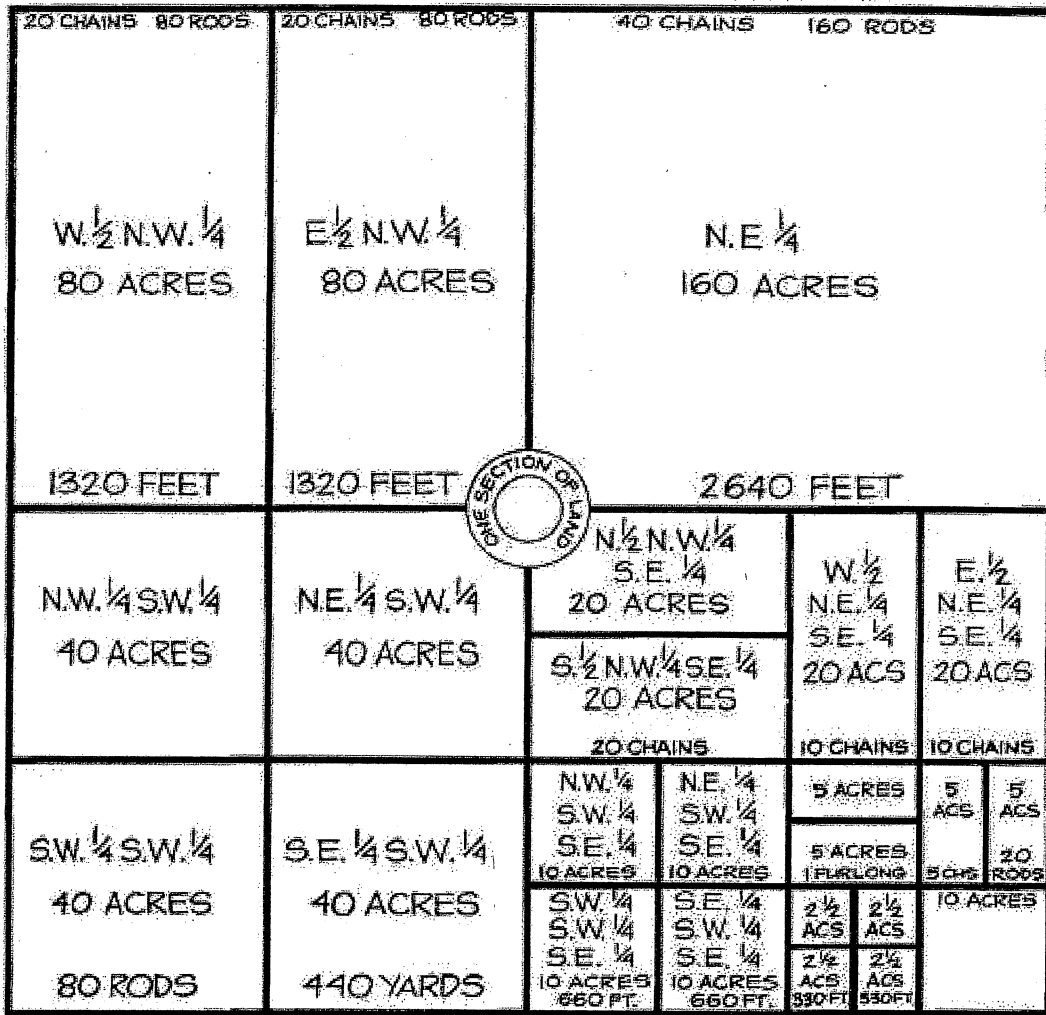 20 CHAINS 80 RODS
20 CHAINS 80 RODS
40 CHAINS 160 RODS
W. 1/2 N.W. 1/4
80 ACRES
1320 FEET
E 1/2 N.W. 1/4
80 ACRES
1320 FEET
N.E 1/4
160 ACRES
2640 FEET
ONE SECTION OF LAND
N.W. 1/4 S.W. 1/4
40 ACRES
N.E. 1/4 S.W. 1/4
40 ACRES
N. 1/2 N.W. 1/4
S.E. 1/4
20 ACRES
S. 1/2 N.W. 1/4 S.E. 1/4
20 ACRES
20 CHAINS
W. 1/2
N.E. 1/4
S.E. 1/4
20 ACS
10 CHAINS
E. 1/2
N.E. 1/4
S.E. 1/4
20 ACS
10 CHAINS
S.W. 1/4 S.W. 1/4
40 ACRES
80 RODS
S.E. 1/4 S.W. 1/4
40 ACRES
440 YARDS
N.W. 1/4
S.W. 1/4
S.E. 1/4
10 ACRES
N.E. 1/4
S.W. 1/4
S.E. 1/4
10 ACRES
5 ACRES
5 ACRES
1 FURLONG
5
ACS
5 CHS
5
ACS
20
RODS
S.W. 1/4
S.W. 1/4
S.E. 1/4
10 ACRES
660 FT.
S.E. 1/4
S.W. 1/4
S.E. 1/4
10 ACRES
660 FT.
2 1/2
ACS
2 1/2
ACS
2 1/2
ACS
330 FT
2 1/2
ACS
330 FT
10 ACRES